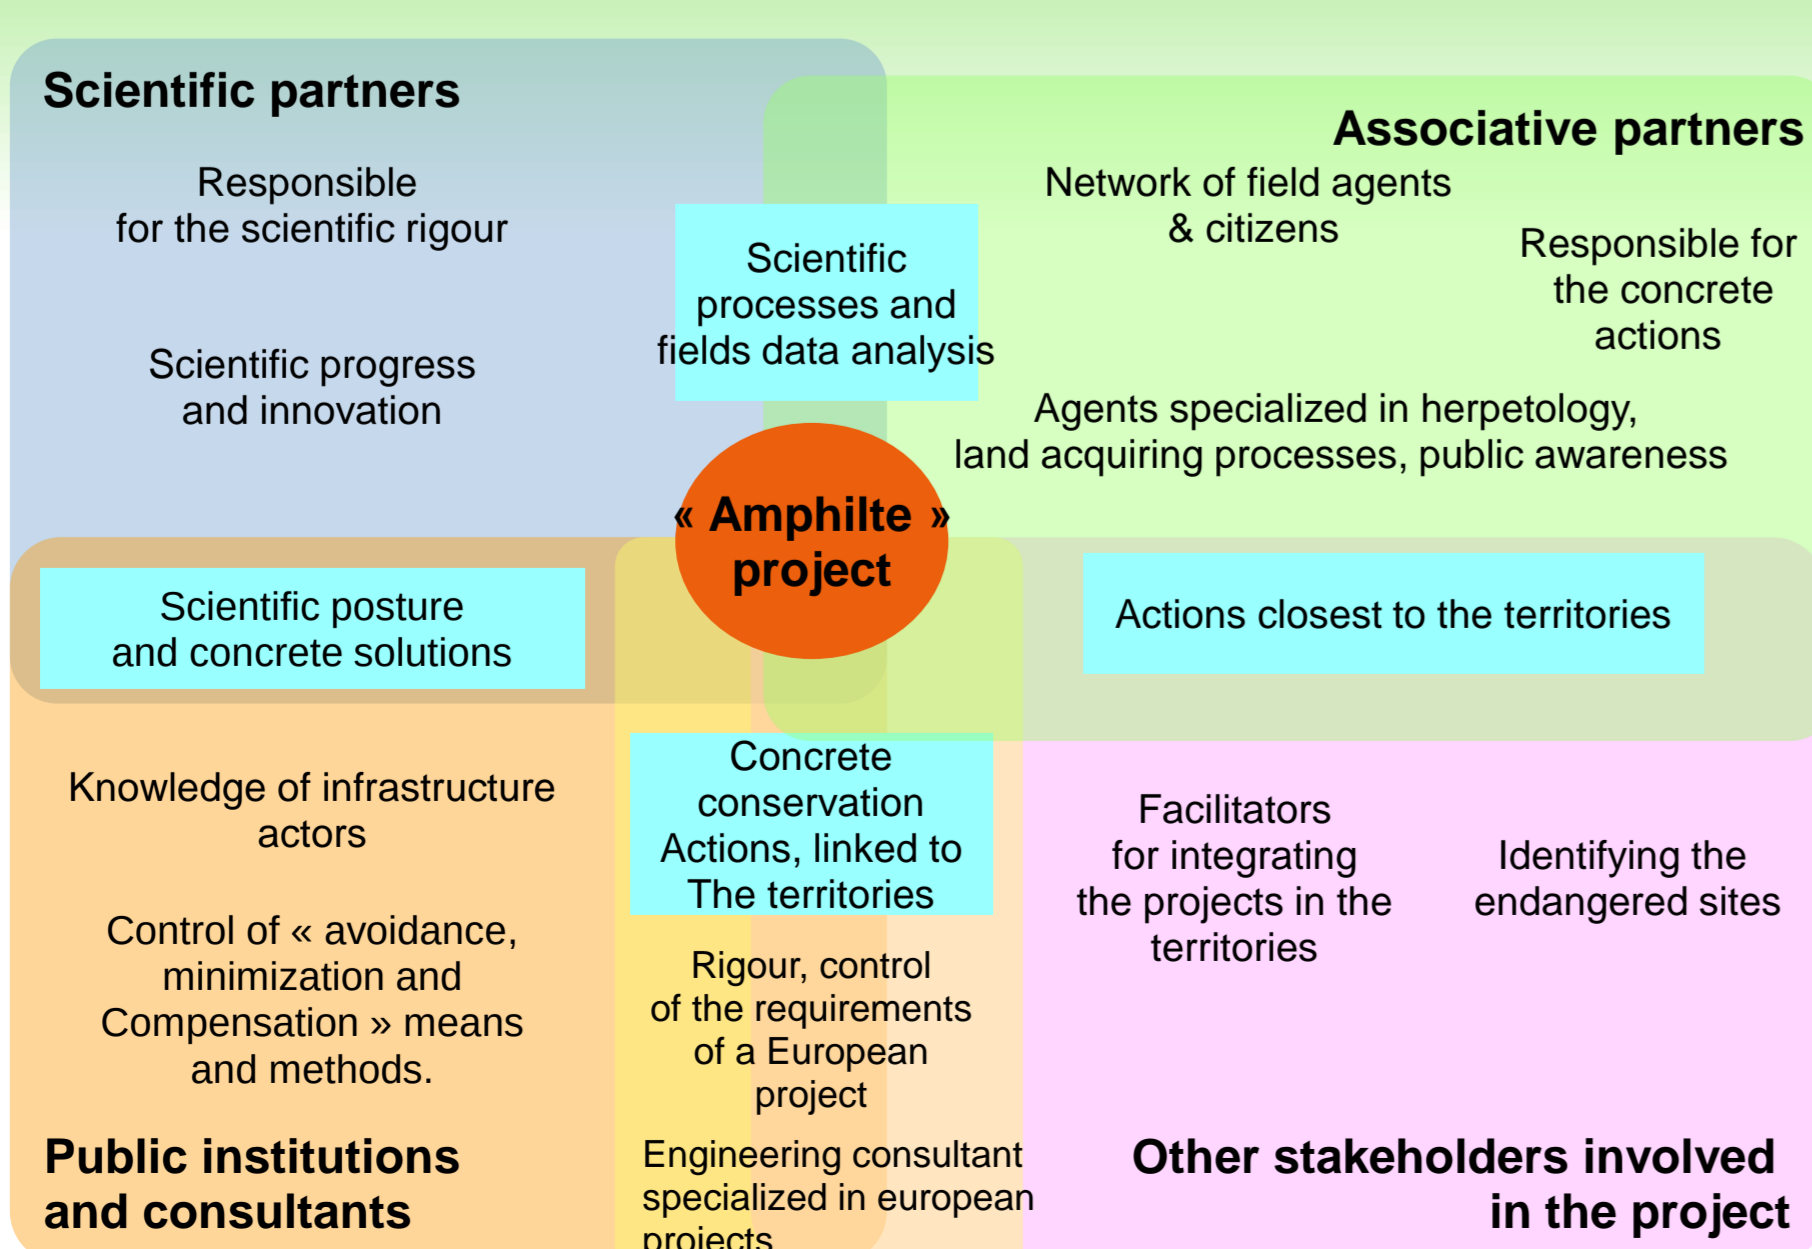 Scientific partners
Responsible
for the scientific rigour
Scientific progress
and innovation
Associative partners
Network of field agents
& citizens
Responsible for
the concrete
actions
Agents specialized in herpetology,
land acquiring processes, public awareness
Scientific
processes and
fields data analysis
« Amphilte »
project
Scientific posture
and concrete solutions
Actions closest to the territories
Knowledge of infrastructure
actors
Control of « avoidance,
minimization and
Compensation » means
and methods.
Public institutions
and consultants
Concrete
conservation
Actions, linked to
The territories
Rigour, control
of the requirements
of a European
project
Engineering consultant
specialized in european
projects
Facilitators
for integrating
the projects in the
territories
Identifying the
endangered sites
Other stakeholders involved
in the project